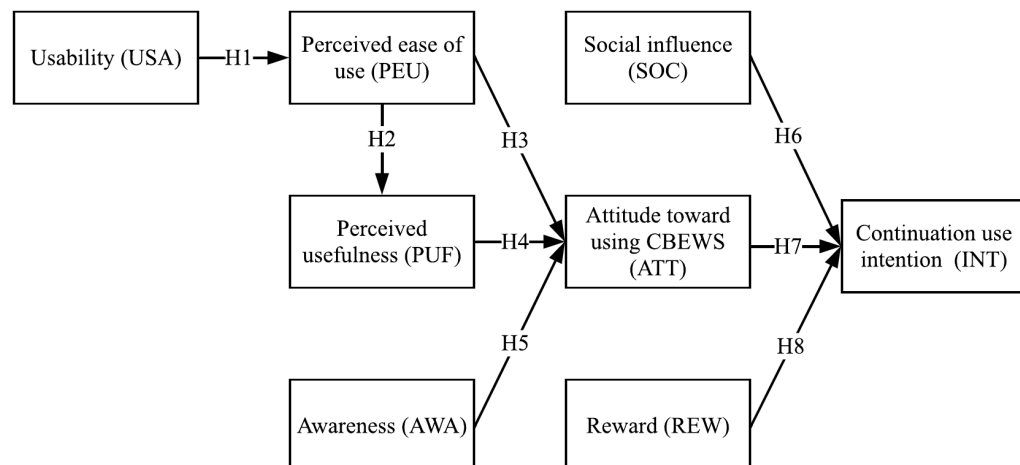 Usability (USA)
H1
Perceived ease of
use (PEU)
Social influence
(SOC)
H2
H3
H6
Perceived
usefulness (PUF)
H4
Attitude toward
using CBEWS
(ATT)
H7
Continuation use
intention (INT)
H5
H8
Awareness (AWA)
Reward (REW)